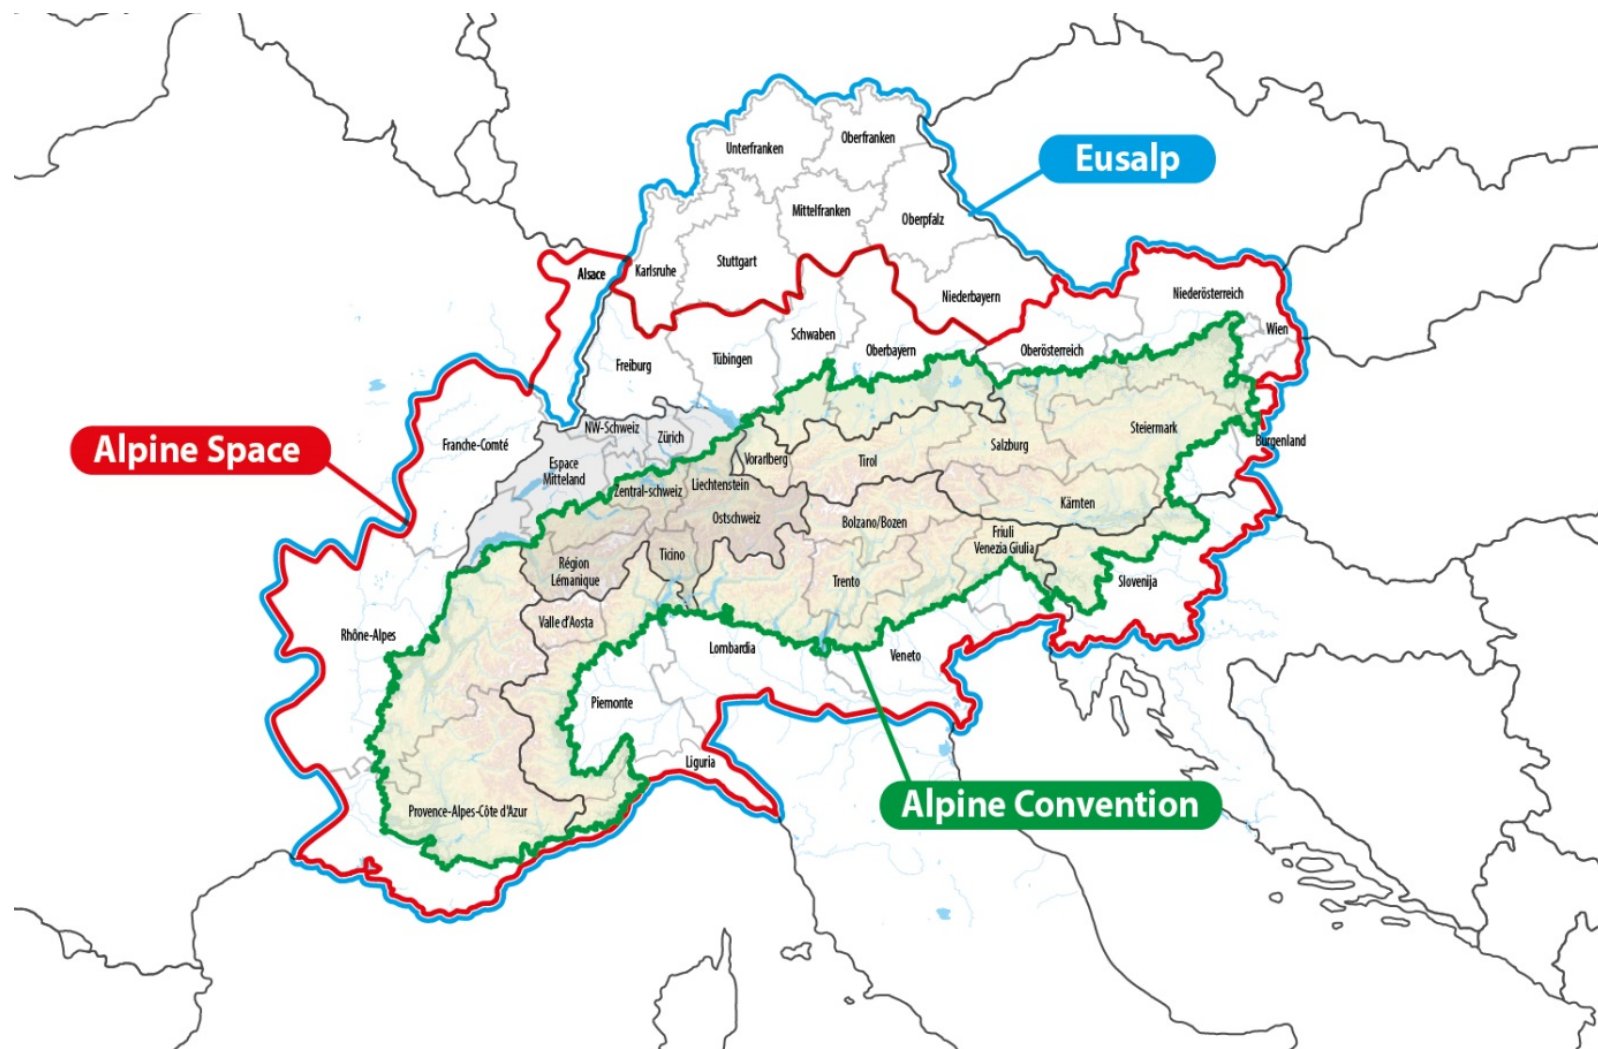 Unterfranken
Oberfranken
Eusalp
Mittelfranken
Oberpfalz
Alsace
Karlsruhe
Stuttgart
Niederbayern
Niederösterreich
Wien
Schwaben
Oberbayern
Oberösterreich
Freiburg
Tübingen
Alpine Space
Franche-Comté
NW-Schweiz
Zürich
Espace
Mitteland
Zentral-schweiz
Liechtenstein
Vorarlberg
Tirol
Salzburg
Steiermark
Burgenland
Ostschweiz
Bolzano/Bozen
Kärnten
Friuli
Venezia Giulia
Région
Lémanique
Ticino
Trento
Slovenija
Valle d'Aosta
Rhône-Alpes
Lombardia
Veneto
Piemonte
Liguria
Provence-Alpes-Côte d'Azur
Alpine Convention